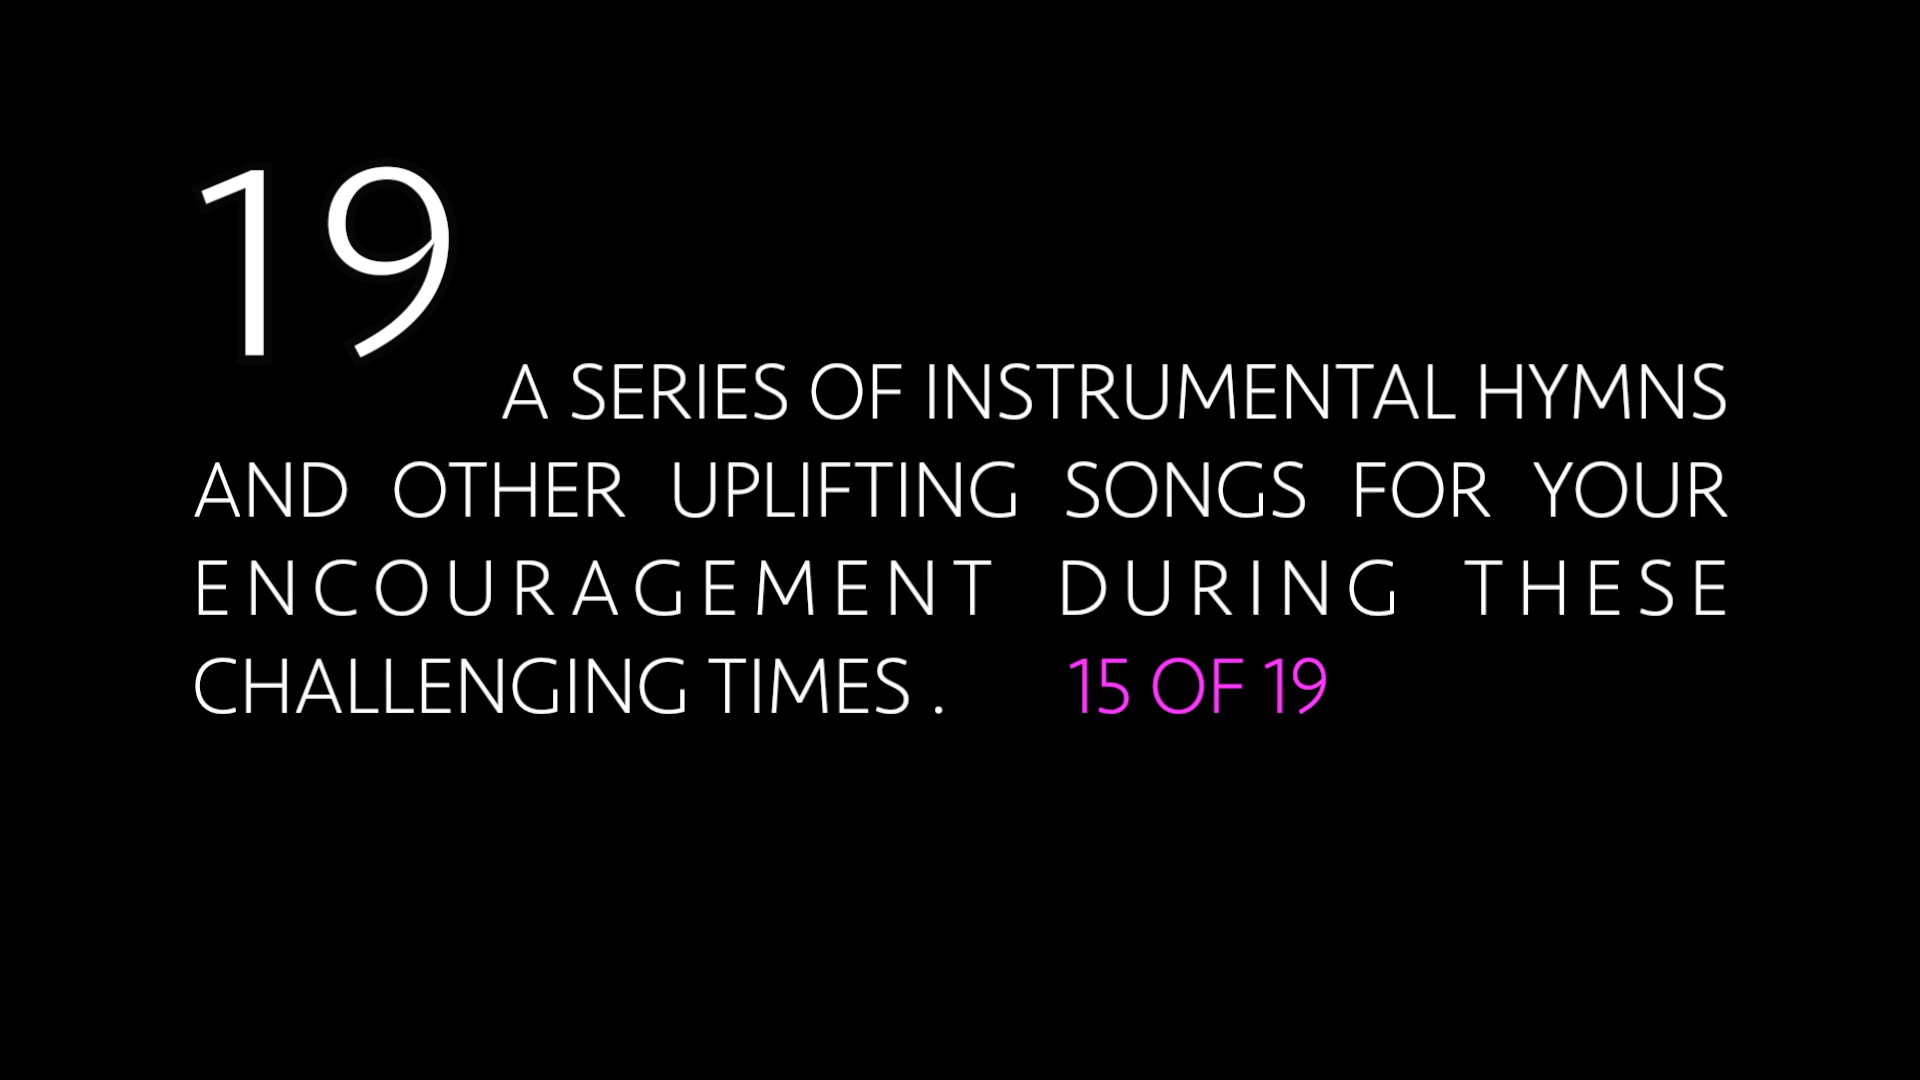 19
A SERIES OF INSTRUMENTAL HYMNS
AND OTHER UPLIFTING SONGS FOR YOUR
ENCOURAGEMENT DURING THESE
CHALLENGING TIMES . 15 OF 19